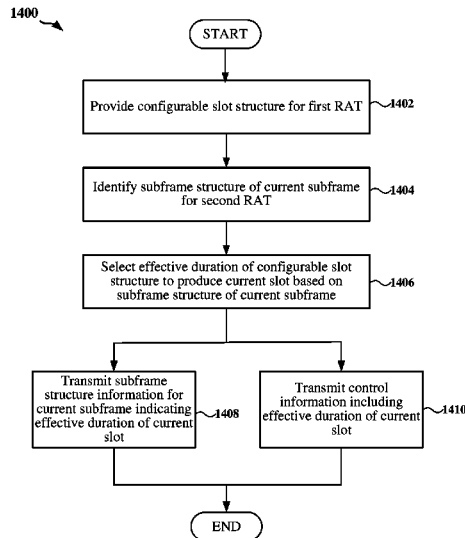 1400
START
Provide configurable slot structure for first RAT
1402
Identify subframe structure of current subframe
for second RAT
1404
Select effective duration of configurable slot
structure to produce current slot based on
subframe structure of current subframe
1406
Transmit subframe
structure information for
current subframe indicating
effective duration of current
slot
1408
Transmit control
information including
effective duration of current
slot
1410
END